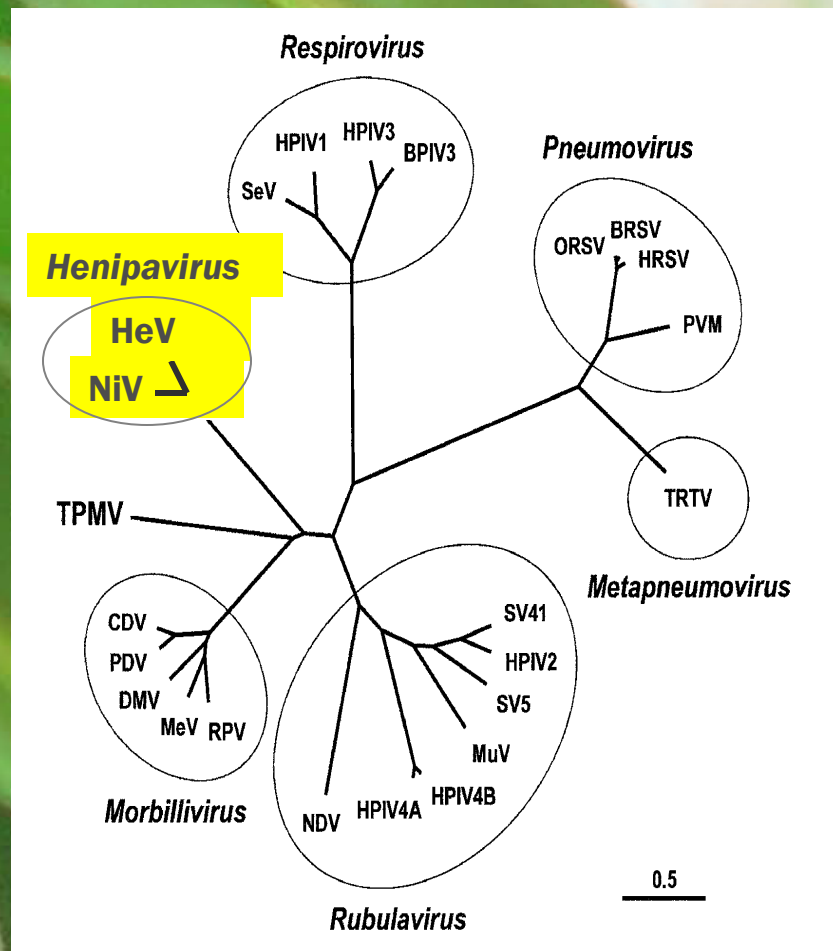 Respirovirus
HPIV1
HPIV3
BPIV3
SeV
Pneumovirus
ORSV
BRSV
HRSV
PVM
Henipavirus
HeV
NiV
TPMV
TRTV
Metapneumovirus
CDV
PDV
DMV
MeV
RPV
Morbillivirus
SV41
HPIV2
SV5
MuV
HPIV4B
HPIV4A
NDV
Rubulavirus
0.5